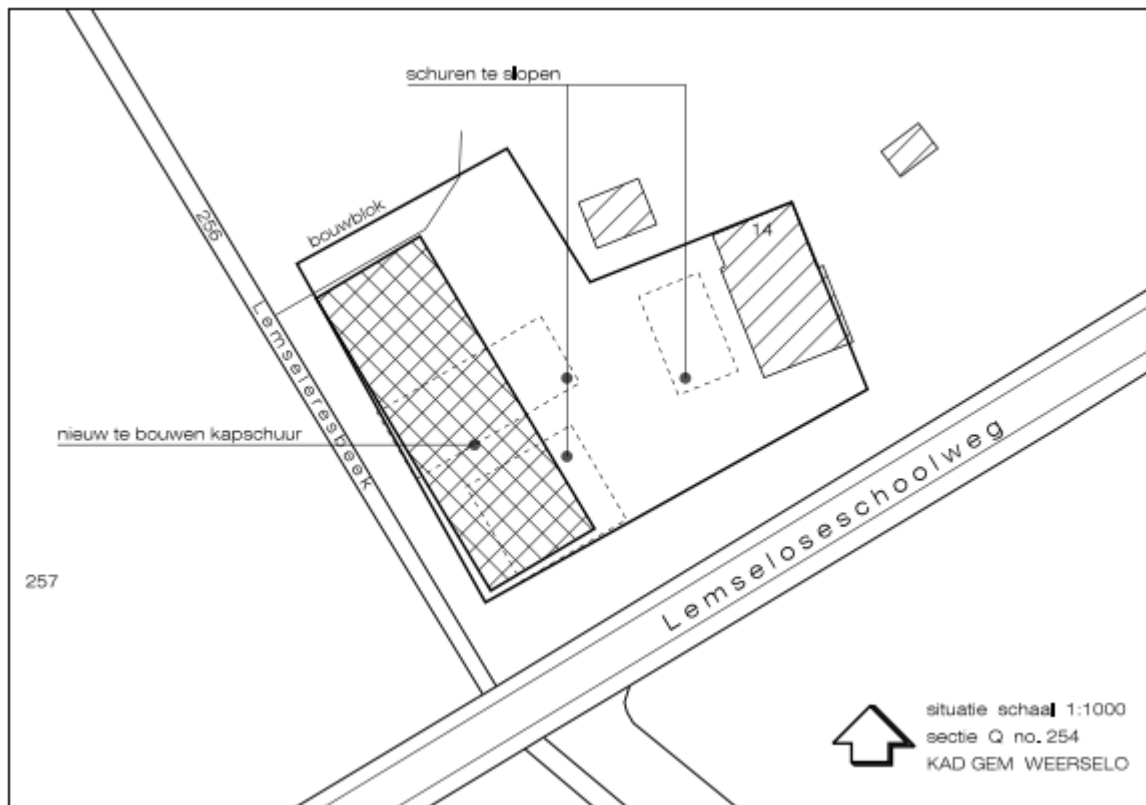 schuren te slopen
bouwblok
14
256
Lemseleresbeek
nieuw te bouwen kapschuur
Lemseloseschoolweg
257
situatie schaal 1:1000
sectie Q no. 254
KAD GEM WEERSELO